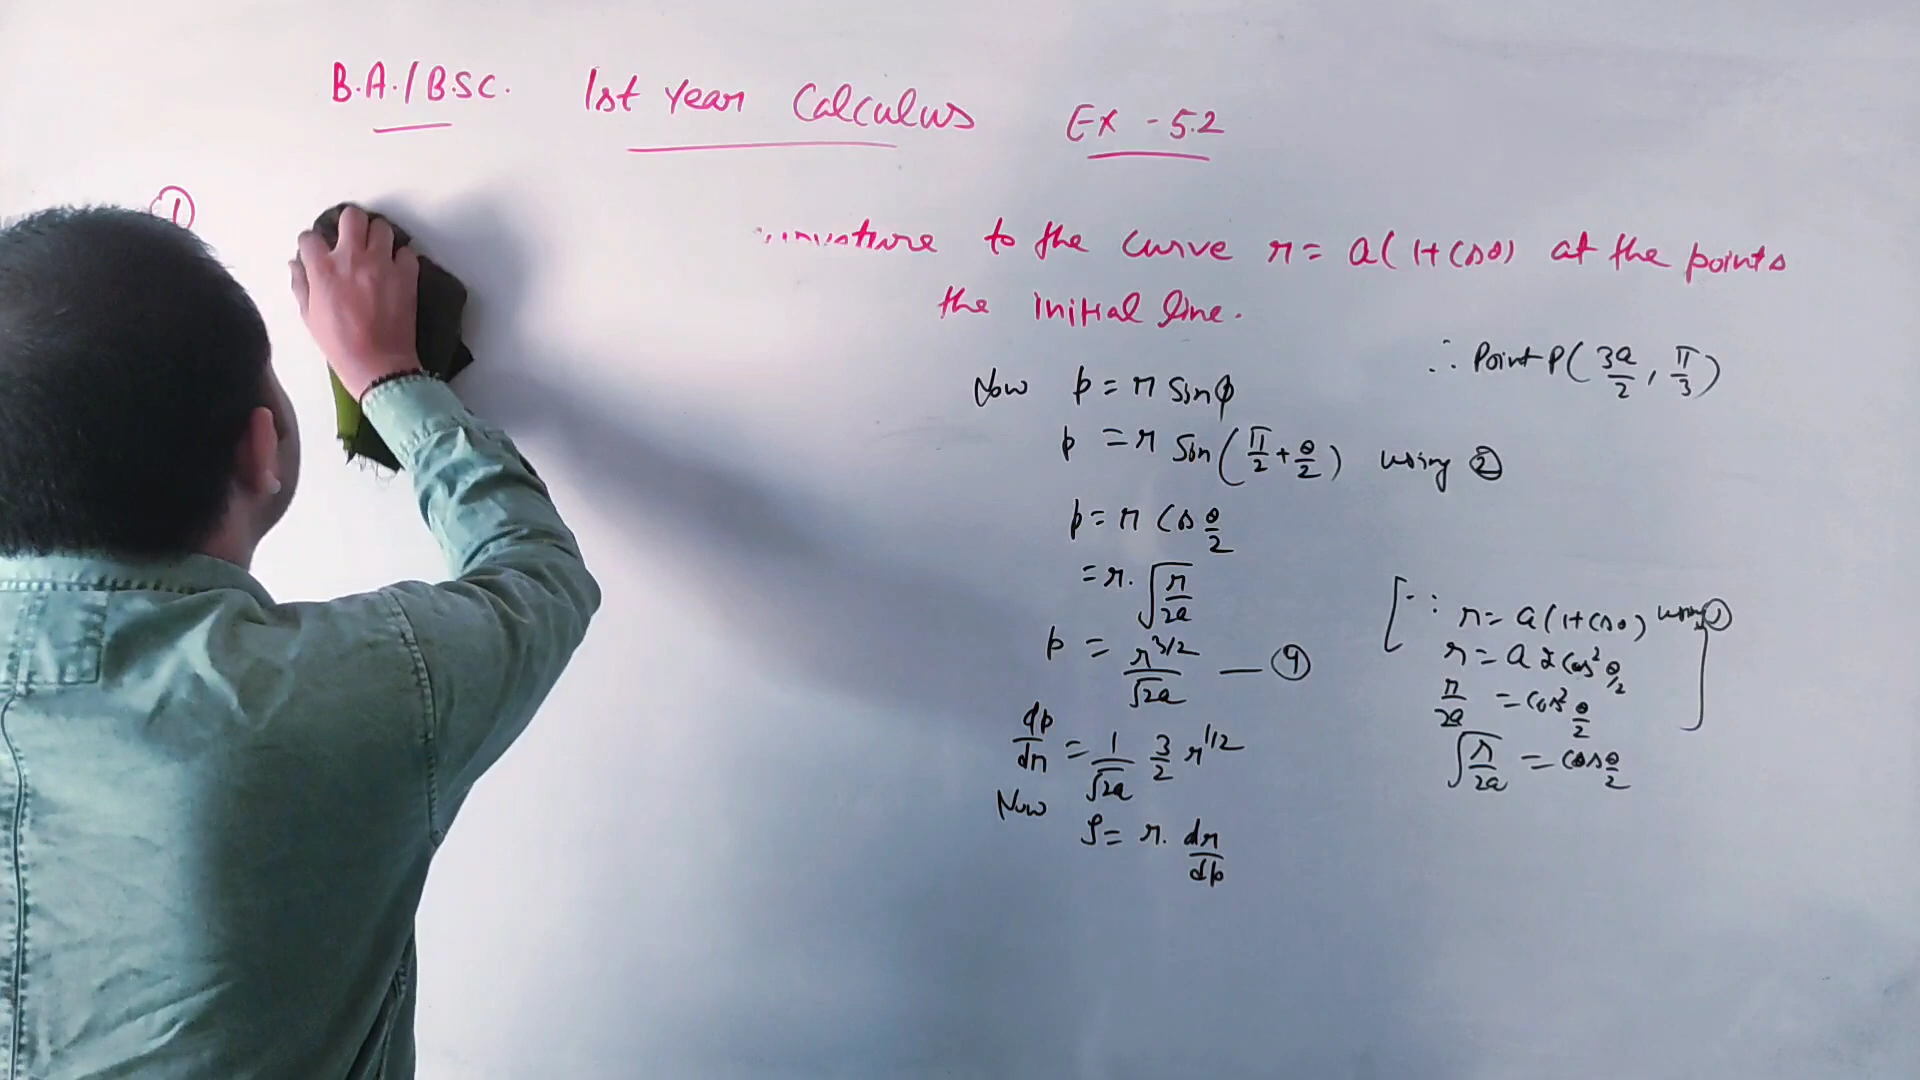 B.A./B.SC. 1st Year Calculus Ex - 5.2
①
to the curve r = a(1+cosθ) at the points
the initial line.
∴ Point P(3a/2, π/3)
Now p = r sinϕ
p = r sin(π/2 + θ/2) using ②
p = r cos θ/2
= r. √(r/2a)
[∵ r = a(1+cosθ) using ①
r = a 2 cos² θ/2
r/2a = cos² θ/2 ]
√(r/2a) = cos θ/2
p = r^3/2 / √2a — ④
dp/dr = 1/√2a 3/2 r^1/2
Now
ρ = r. dr/dp